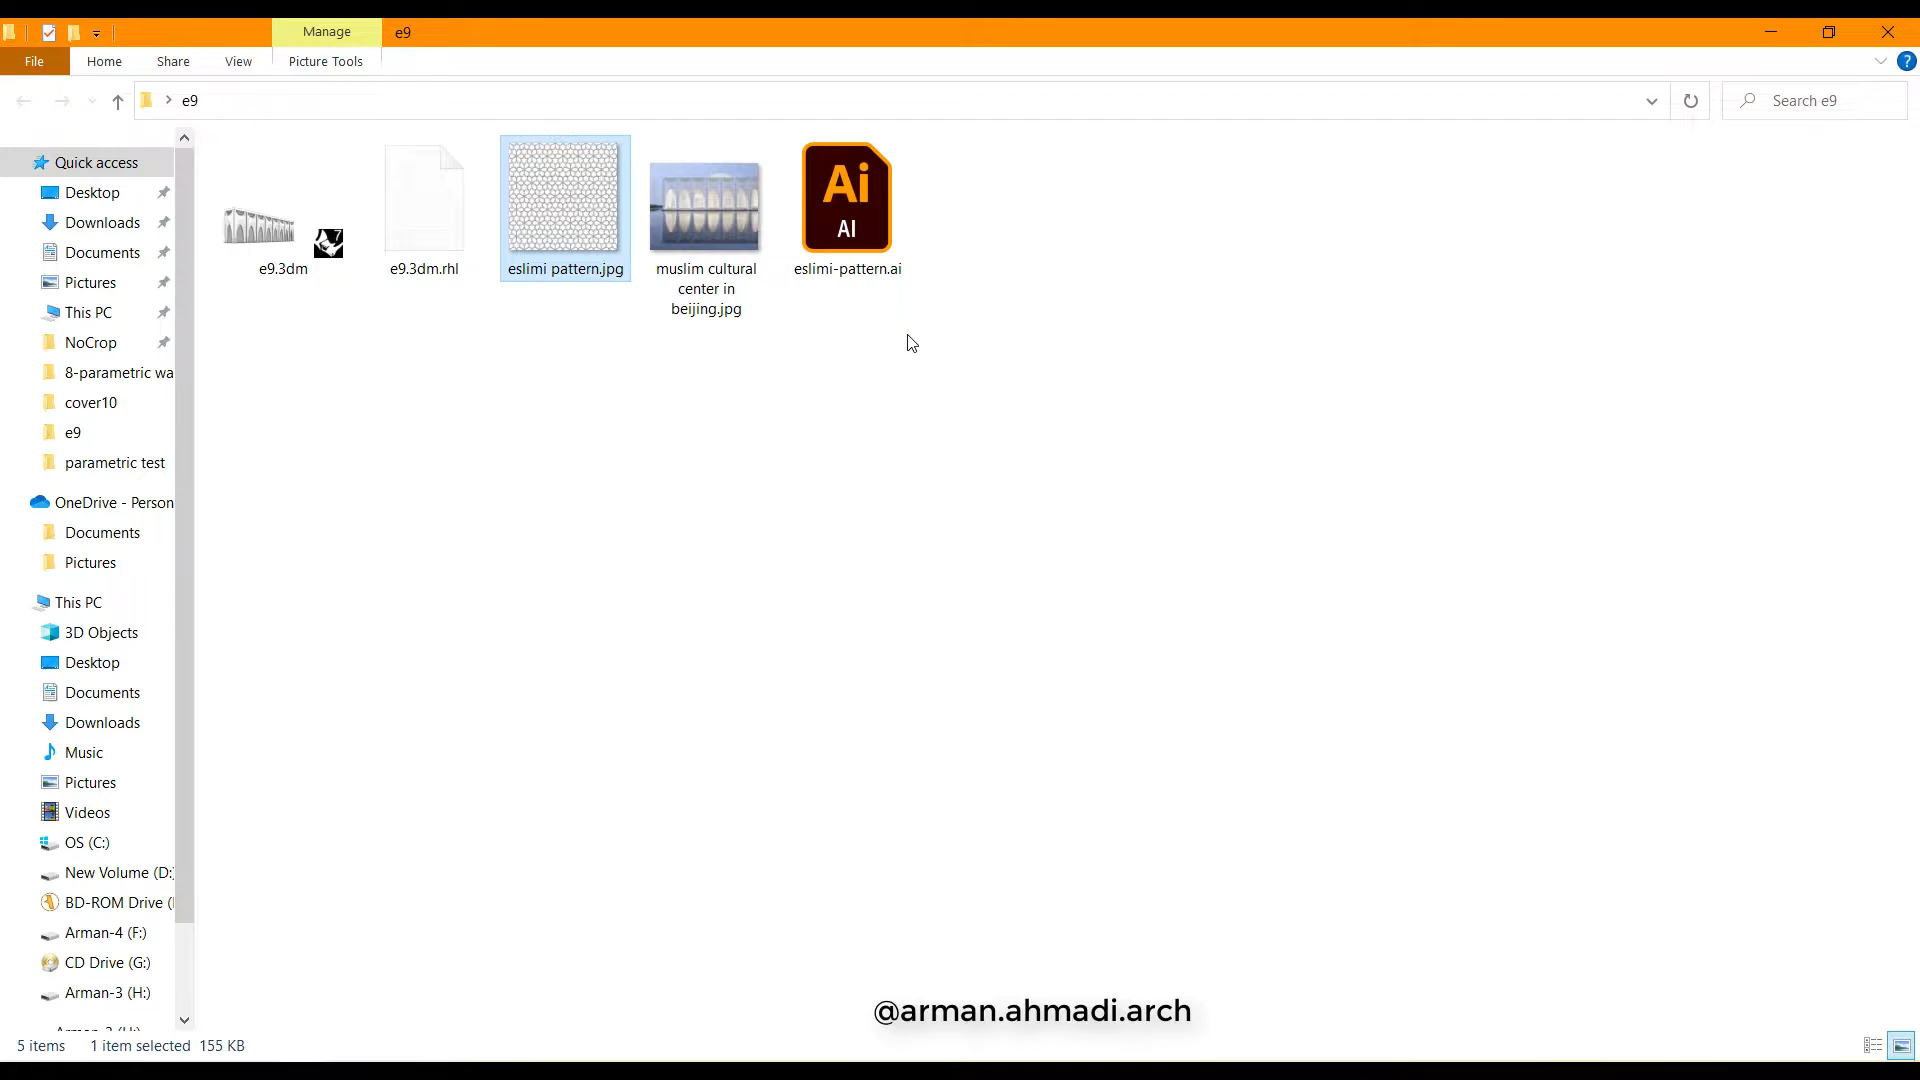 Manage
e9
File
Home
Share
View
Picture Tools
?
e9
Search e9
Quick access
Desktop
Downloads
Documents
Pictures
This PC
NoCrop
8-parametric wa
cover10
e9
parametric test
OneDrive - Person
Documents
Pictures
This PC
3D Objects
Desktop
Documents
Downloads
Music
Pictures
Videos
OS (C:)
New Volume (D:)
BD-ROM Drive (
Arman-4 (F:)
CD Drive (G:)
Arman-3 (H:)
7
e9.3dm
e9.3dm.rhl
eslimi pattern.jpg
muslim cultural
center in
beijing.jpg
Ai
AI
eslimi-pattern.ai
@arman.ahmadi.arch
5 items
1 item selected 155 KB